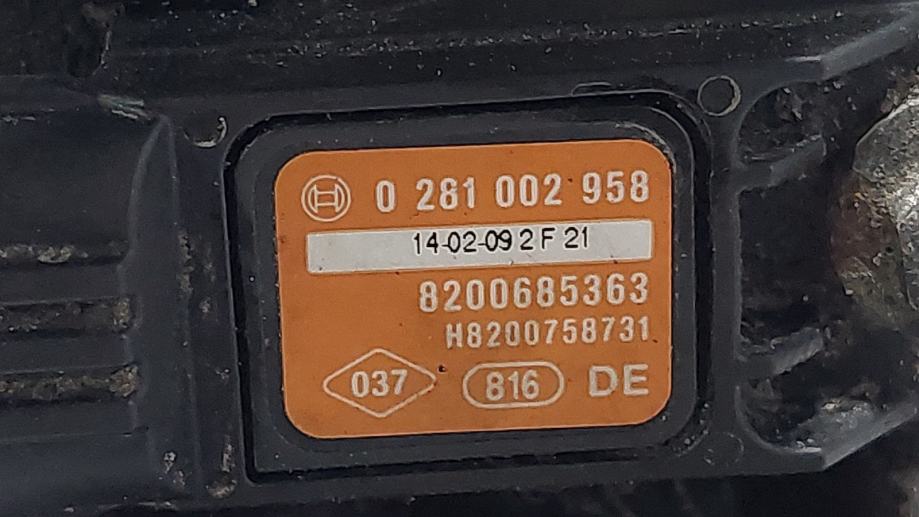 0 281 002 958
14-02-09 2 F 21
8200685363
H8200758731
037 816 DE